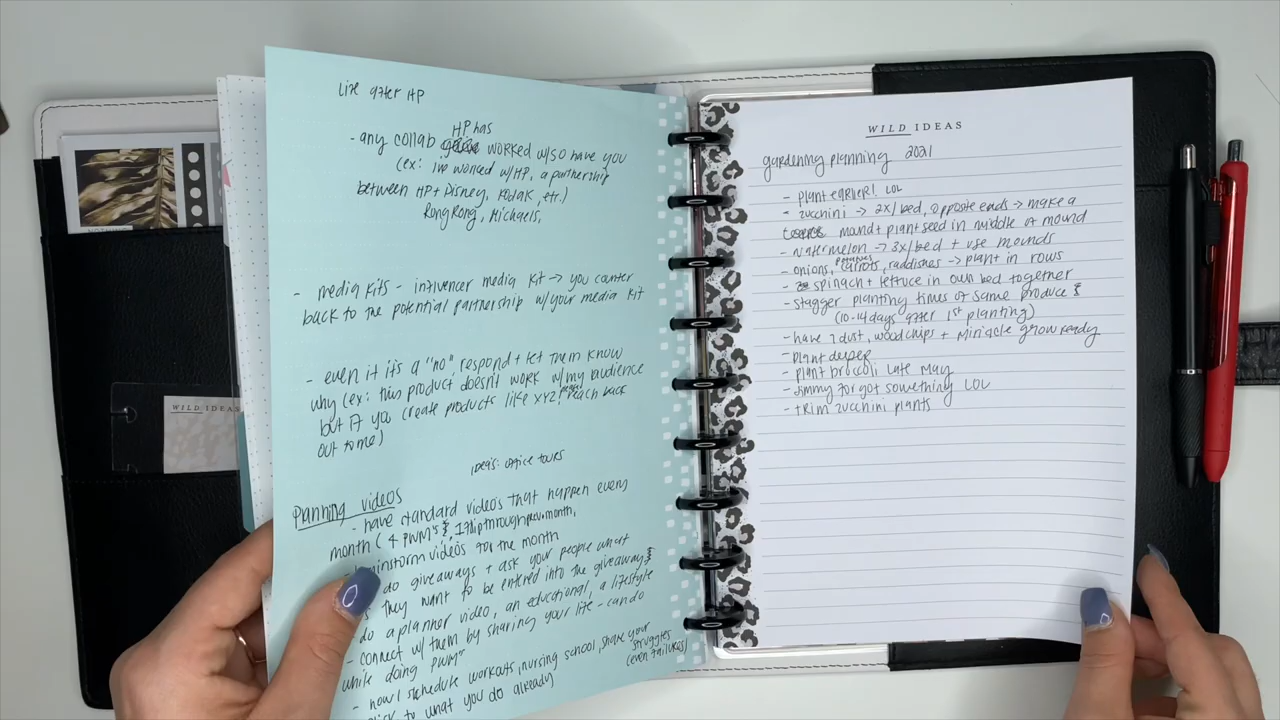 Life after HP
HP has
- any collab worked w/so have you
(ex: I've worked w/HP, a partnership
between HP + Disney, Kodak, etc.)
RongRong, Michaels,
- media kits - influencer media kit → you counter
back to the potential partnership w/your media kit
- even if it's a "no", respond + let them know
why (ex: this product doesn't work w/my audience
but if you create products like XYZ, please reach back
out to me)
ideas: office tours
Planning videos
- have standard videos that happen every
month (4 PWM's, 1 flipthrough prev. month,
brainstorm videos for the month
do giveaways + ask your people what
they want to be entered into the giveaway
do a planner video, an educational, a lifestyle
- connect w/them by sharing your life - can do
while doing PWM"
- how I schedule workouts, nursing school, share your
struggles
(even failures)
to what you do already
WILD IDEAS
WILD IDEAS
gardening planning 2021
- plant earlier! LOL
- zucchini → 2x/bed, opposite ends → make a
mound + plant seed in middle of mound
- watermelon → 3x/bed + use mounds
potatoes
- onions, carrots, raddishes → plant in rows
- spinach + lettuce in own bed together
- stagger planting times of same produce
(10-14 days after 1st planting)
- have 7 dust, woodchips + Miracle grow ready
- plant deeper
- plant broccoli late May
- Jimmy forgot something LOL
- trim zucchini plants